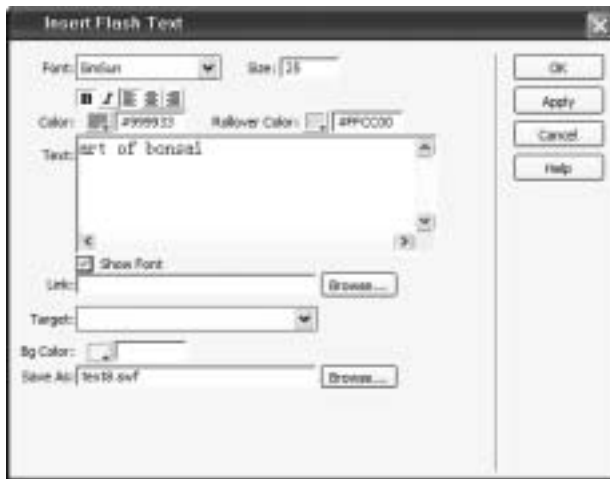 Insert Flash Text
Font: SimSun Size: 25
B I
Color: #999933 Rollover Color: #FFCC00
Text: art of bonsai
Show Font
Link: Browse...
Target:
Bg Color:
Save As: text8.swf Browse...
OK
Apply
Cancel
Help